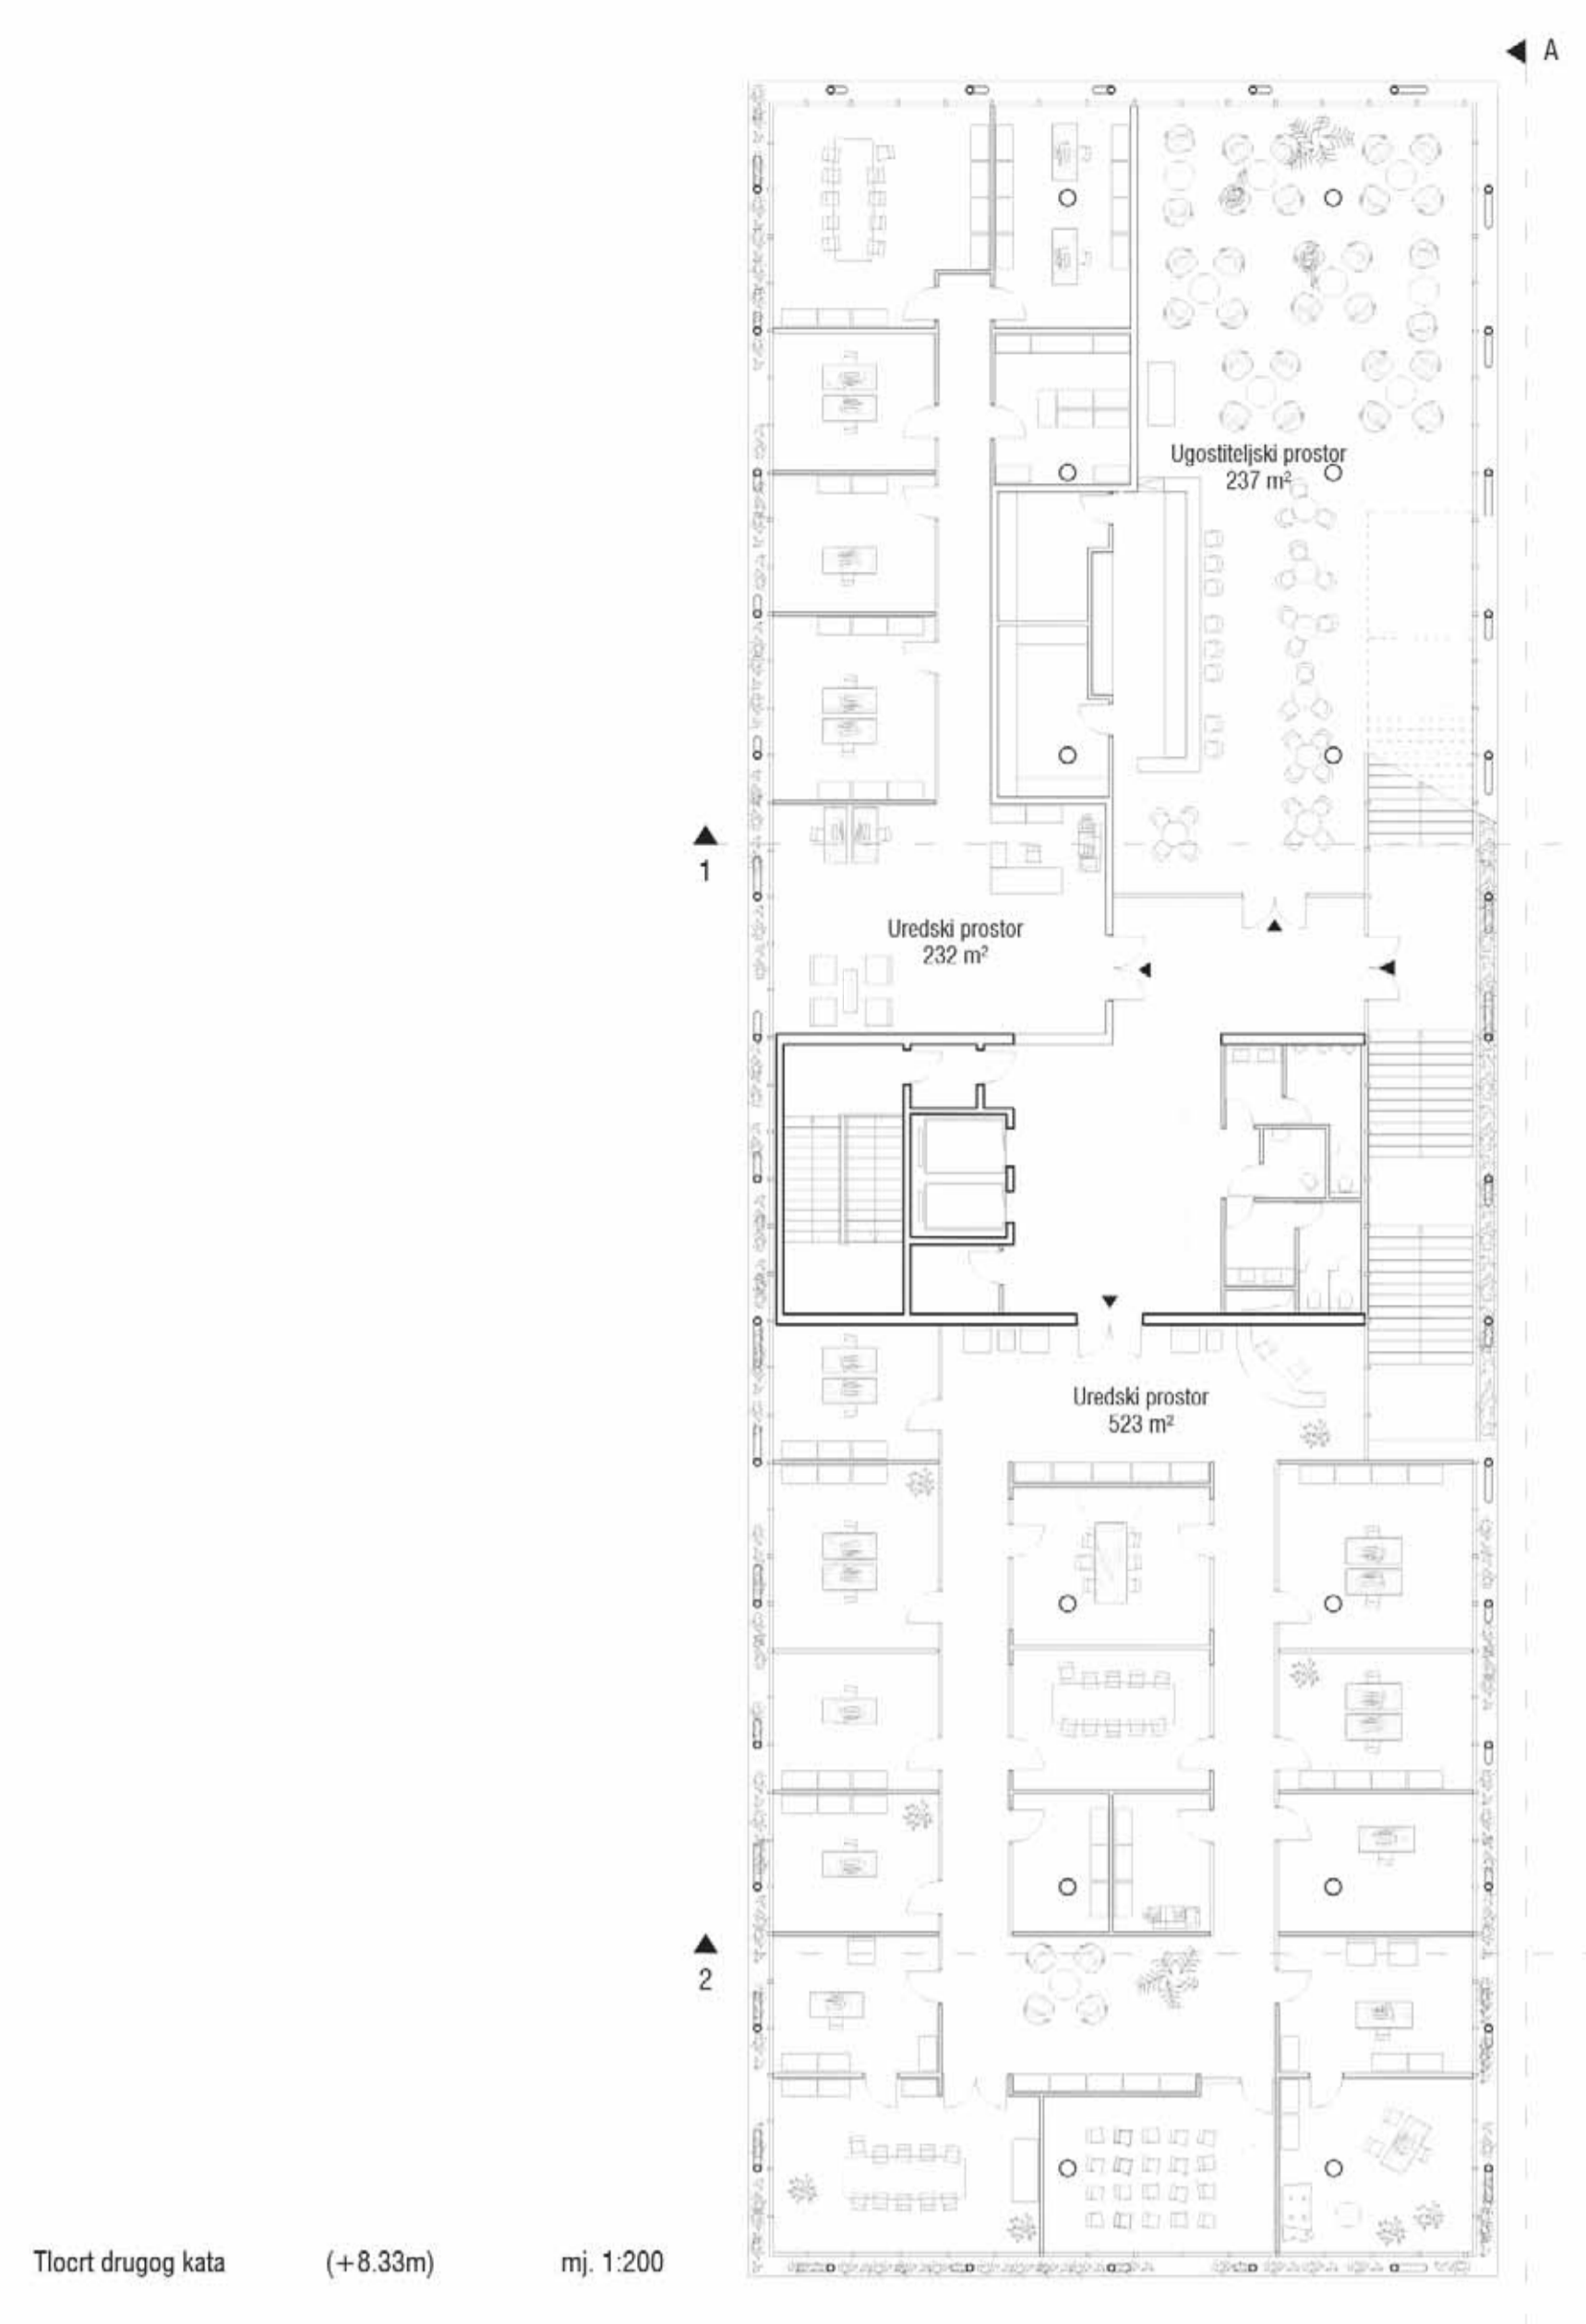 A
Ugostiteljski prostor
237 m²
1
Uredski prostor
232 m²
Uredski prostor
523 m²
2
Tlocrt drugog kata (+8.33m) mj. 1:200